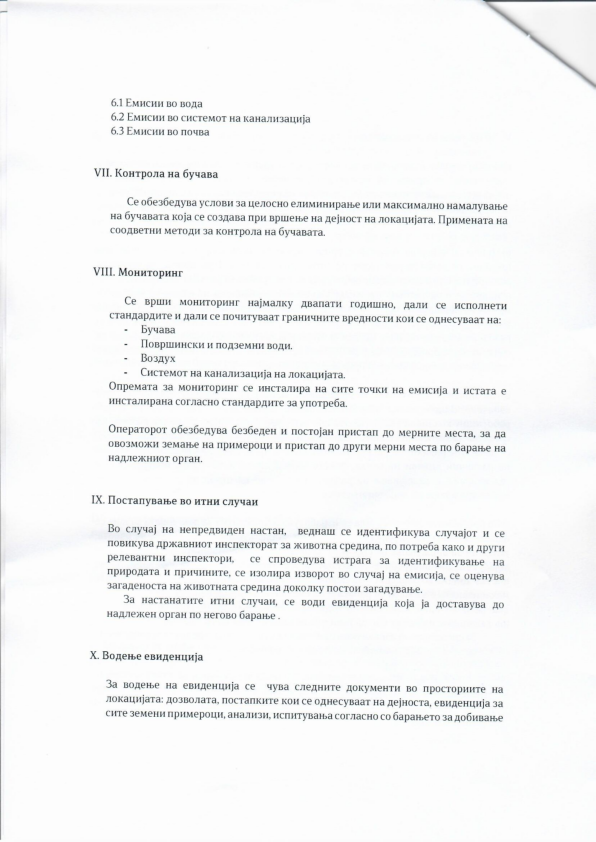 6.1 Емисии во вода
6.2 Емисии во системот на канализација
6.3 Емисии во почва
VII. Контрола на бучава
Се обезбедува услови за целосно елиминирање или максимално намалување
на бучавата која се создава при вршење на дејност на локацијата. Примената на
соодветни методи за контрола на бучавата.
VIII. Мониторинг
Се врши мониторинг најмалку двапати годишно, дали се исполнети
стандардите и дали се почитуваат граничните вредности кои се однесуваат на:
- Бучава
- Површински и подземни води.
- Воздух
- Системот на канализација на локацијата.
Опремата за мониторинг се инсталира на сите точки на емисија и истата е
инсталирана согласно стандардите за употреба.
Операторот обезбедува безбеден и постојан пристап до мерните места, за да
овозможи земање на примероци и пристап до други мерни места по барање на
надлежниот орган.
IX. Постапување во итни случаи
Во случај на непредвиден настан, веднаш се идентификува случајот и се
повикува државниот инспекторат за животна средина, по потреба како и други
релевантни инспектори, се спроведува истрага за идентификување на
природата и причините, се изолира изворот во случај на емисија, се оценува
загаденоста на животната средина доколку постои загадување.
За настанатите итни случаи, се води евиденција која ја доставува до
надлежен орган по негово барање .
X. Водење евиденција
За водење на евиденција се чува следните документи во просториите на
локацијата: дозволата, постапките кои се однесуваат на дејноста, евиденција за
сите земени примероци, анализи, испитувања согласно со барањето за добивање